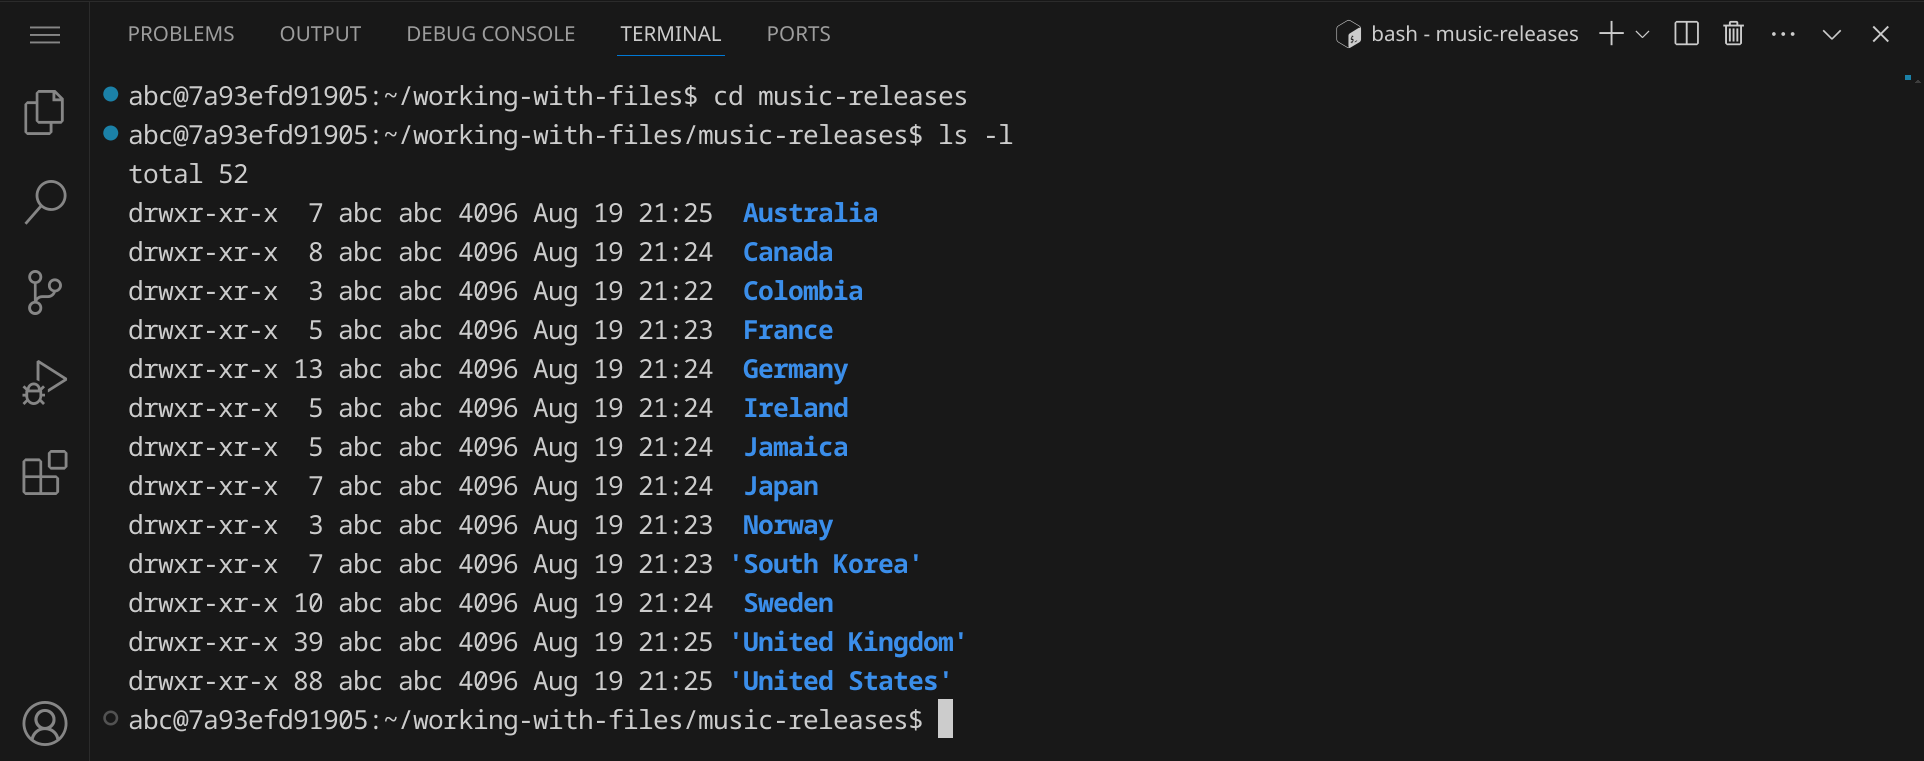 PROBLEMS OUTPUT DEBUG CONSOLE TERMINAL PORTS bash - music-releases
abc@7a93efd91905:~/working-with-files$ cd music-releases
abc@7a93efd91905:~/working-with-files/music-releases$ ls -l
total 52
drwxr-xr-x  7 abc abc 4096 Aug 19 21:25  Australia
drwxr-xr-x  8 abc abc 4096 Aug 19 21:24  Canada
drwxr-xr-x  3 abc abc 4096 Aug 19 21:22  Colombia
drwxr-xr-x  5 abc abc 4096 Aug 19 21:23  France
drwxr-xr-x 13 abc abc 4096 Aug 19 21:24  Germany
drwxr-xr-x  5 abc abc 4096 Aug 19 21:24  Ireland
drwxr-xr-x  5 abc abc 4096 Aug 19 21:24  Jamaica
drwxr-xr-x  7 abc abc 4096 Aug 19 21:24  Japan
drwxr-xr-x  3 abc abc 4096 Aug 19 21:23  Norway
drwxr-xr-x  7 abc abc 4096 Aug 19 21:23 'South Korea'
drwxr-xr-x 10 abc abc 4096 Aug 19 21:24  Sweden
drwxr-xr-x 39 abc abc 4096 Aug 19 21:25 'United Kingdom'
drwxr-xr-x 88 abc abc 4096 Aug 19 21:25 'United States'
abc@7a93efd91905:~/working-with-files/music-releases$